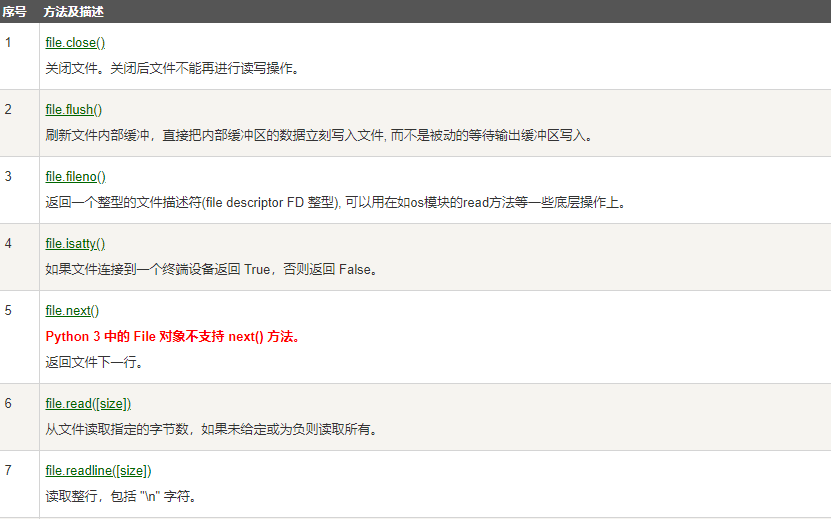 序号 方法及描述
1 file.close()
关闭文件。关闭后文件不能再进行读写操作。
2 file.flush()
刷新文件内部缓冲，直接把内部缓冲区的数据立刻写入文件, 而不是被动的等待输出缓冲区写入。
3 file.fileno()
返回一个整型的文件描述符(file descriptor FD 整型), 可以用在如os模块的read方法等一些底层操作上。
4 file.isatty()
如果文件连接到一个终端设备返回 True，否则返回 False。
5 file.next()
Python 3 中的 File 对象不支持 next() 方法。
返回文件下一行。
6 file.read([size])
从文件读取指定的字节数，如果未给定或为负则读取所有。
7 file.readline([size])
读取整行，包括 "\n" 字符。